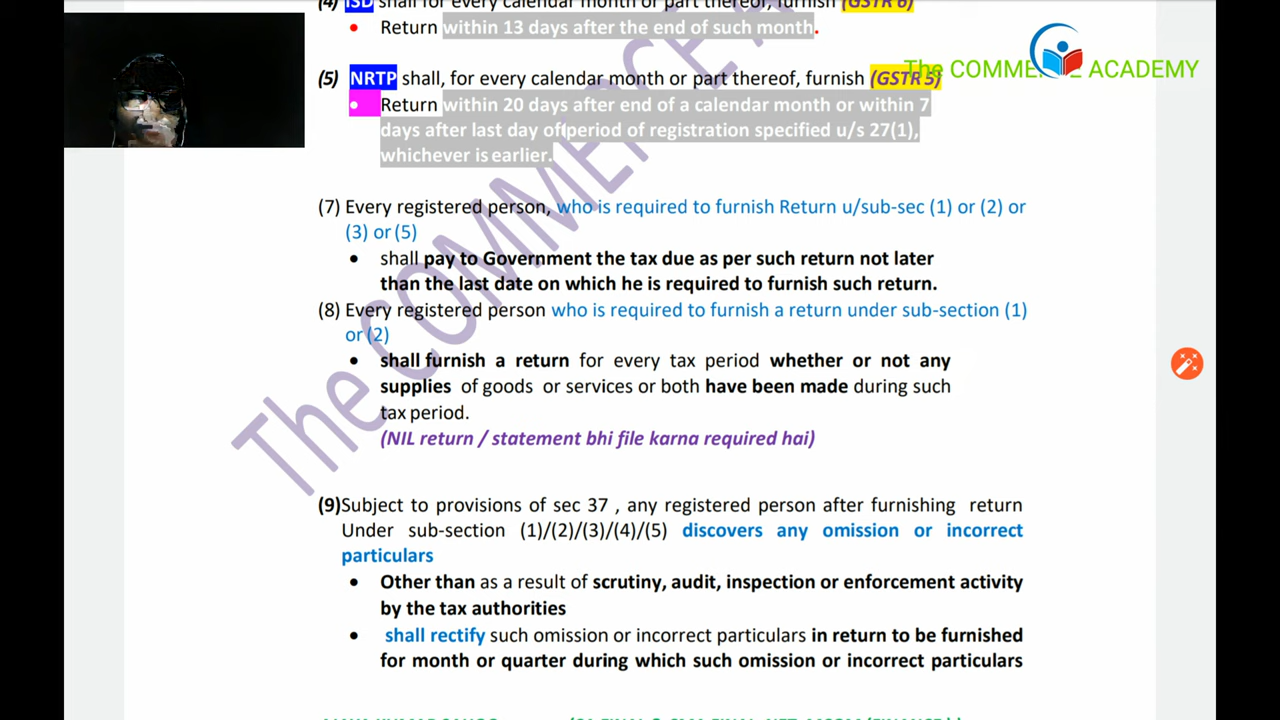 (4) ISD shall for every calendar month or part thereof, furnish (GSTR 6)
• Return within 13 days after the end of such month.
The COMMERCE ACADEMY
(5) NRTP shall, for every calendar month or part thereof, furnish (GSTR 5)
• Return within 20 days after end of a calendar month or within 7
days after last day of period of registration specified u/s 27(1),
whichever is earlier.
(7) Every registered person, who is required to furnish Return u/sub-sec (1) or (2) or
(3) or (5)
• shall pay to Government the tax due as per such return not later
than the last date on which he is required to furnish such return.
(8) Every registered person who is required to furnish a return under sub-section (1)
or (2)
• shall furnish a return for every tax period whether or not any
supplies of goods or services or both have been made during such
tax period.
(NIL return / statement bhi file karna required hai)
(9)Subject to provisions of sec 37 , any registered person after furnishing return
Under sub-section (1)/(2)/(3)/(4)/(5) discovers any omission or incorrect
particulars
• Other than as a result of scrutiny, audit, inspection or enforcement activity
by the tax authorities
• shall rectify such omission or incorrect particulars in return to be furnished
for month or quarter during which such omission or incorrect particulars
The COMMERCE A